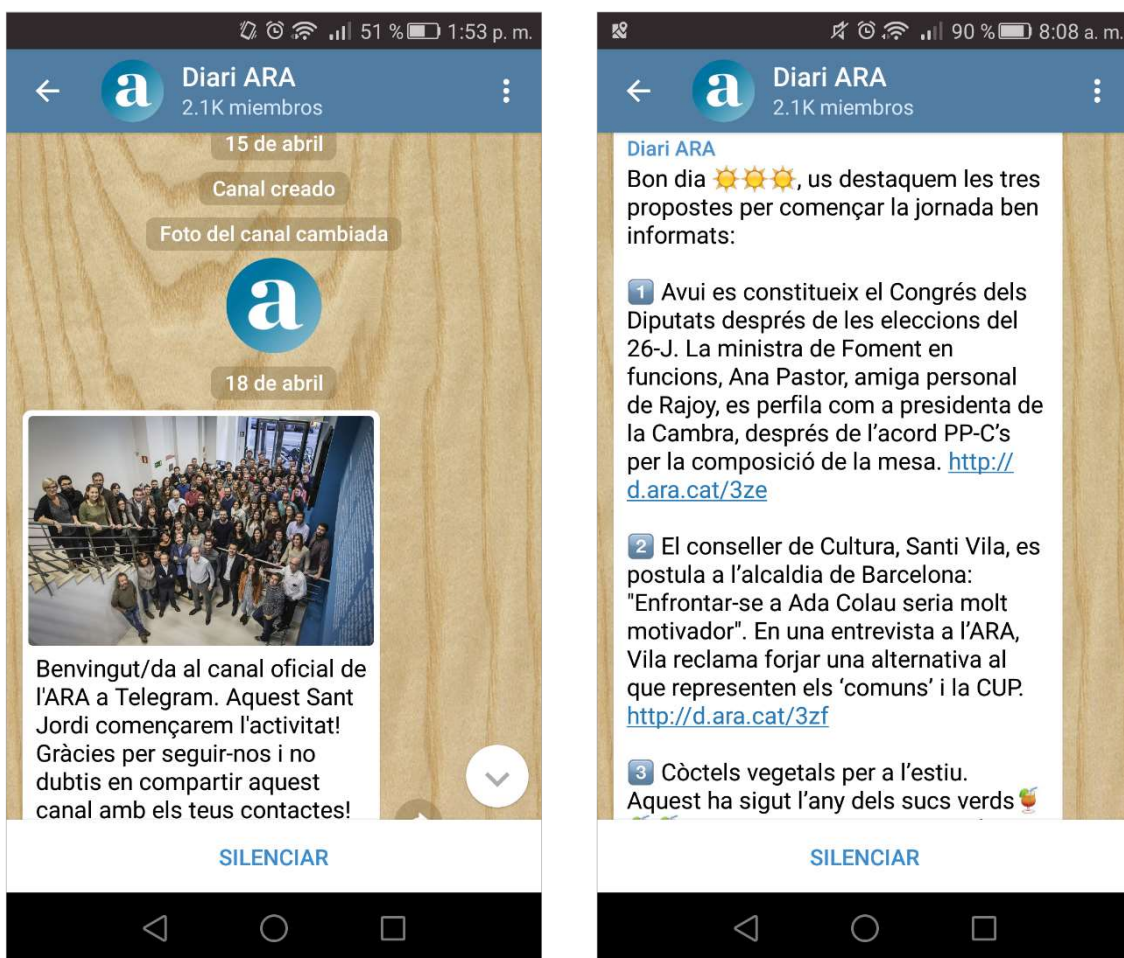 51 % 1:53 p. m.
a
Diari ARA
2.1K miembros
15 de abril
Canal creado
Foto del canal cambiada
a
18 de abril
Benvingut/da al canal oficial de
l'ARA a Telegram. Aquest Sant
Jordi començarem l'activitat!
Gràcies per seguir-nos i no
dubtis en compartir aquest
canal amb els teus contactes!
SILENCIAR
90 % 8:08 a. m.
a
Diari ARA
2.1K miembros
Diari ARA
Bon dia ☀️☀️☀️, us destaquem les tres
propostes per començar la jornada ben
informats:
1️⃣ Avui es constitueix el Congrés dels
Diputats després de les eleccions del
26-J. La ministra de Foment en
funcions, Ana Pastor, amiga personal
de Rajoy, es perfila com a presidenta de
la Cambra, després de l’acord PP-C’s
per la composició de la mesa. http://
d.ara.cat/3ze
2️⃣ El conseller de Cultura, Santi Vila, es
postula a l’alcaldia de Barcelona:
"Enfrontar-se a Ada Colau seria molt
motivador". En una entrevista a l’ARA,
Vila reclama forjar una alternativa al
que representen els ‘comuns’ i la CUP.
http://d.ara.cat/3zf
3️⃣ Còctels vegetals per a l’estiu.
Aquest ha sigut l’any dels sucs verds🍹
SILENCIAR